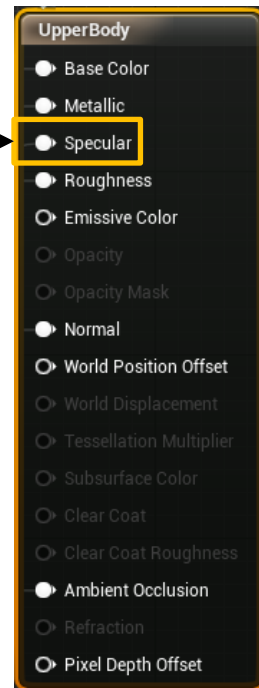 UpperBody
Base Color
Metallic
Specular
Roughness
Emissive Color
Opacity
Opacity Mask
Normal
World Position Offset
World Displacement
Tessellation Multiplier
Subsurface Color
Clear Coat
Clear Coat Roughness
Ambient Occlusion
Refraction
Pixel Depth Offset